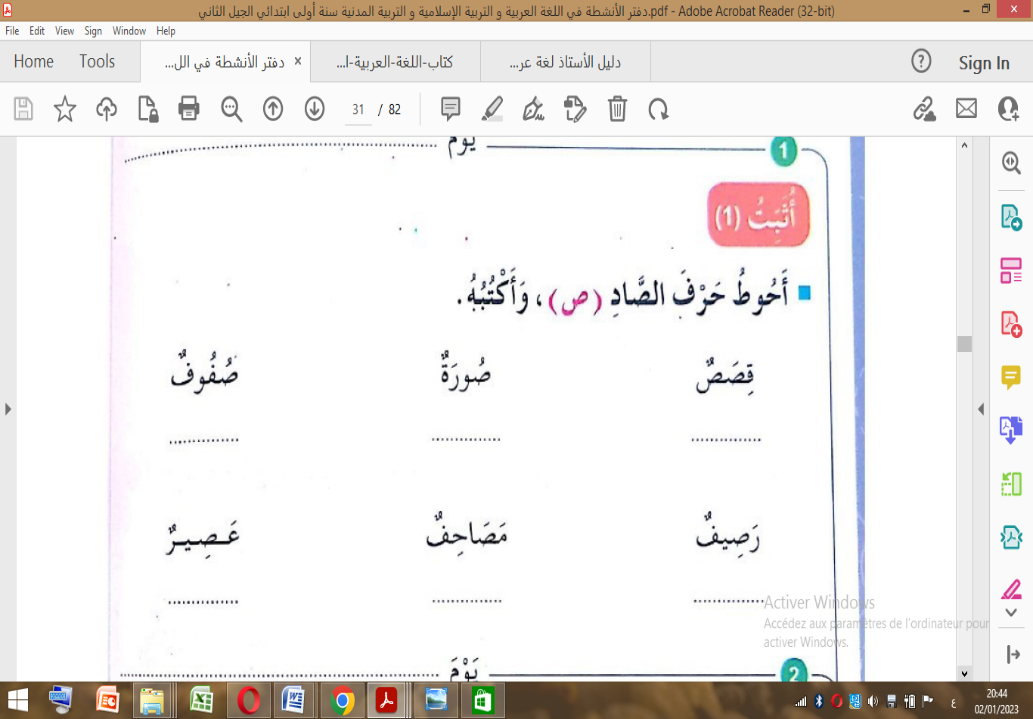 دفتر الأنشطة في اللغة العربية و التربية الإسلامية و التربية المدنية سنة أولى ابتدائي الجيل الثاني.pdf - Adobe Acrobat Reader (32-bit)
File Edit View Sign Window Help
Home Tools دفتر الأنشطة في الل... × كتاب-اللغة-العربية-ا... دليل الأستاذ لغة عر... Sign In
31 / 82
1 يَوْمَ
أُثَبِّتُ (1)
أَحُوطُ حَرْفَ الصَّادِ (ص)، وَأَكْتُبُهُ.
قِصَصٌ صُورَةٌ صُفُوفٌ
رَصِيفٌ مَصَاحِفٌ عَـصِيـرٌ
Activer Windows
Accédez aux paramètres de l'ordinateur pour
activer Windows.
2 يَوْمَ
ع 20:44
02/01/2023